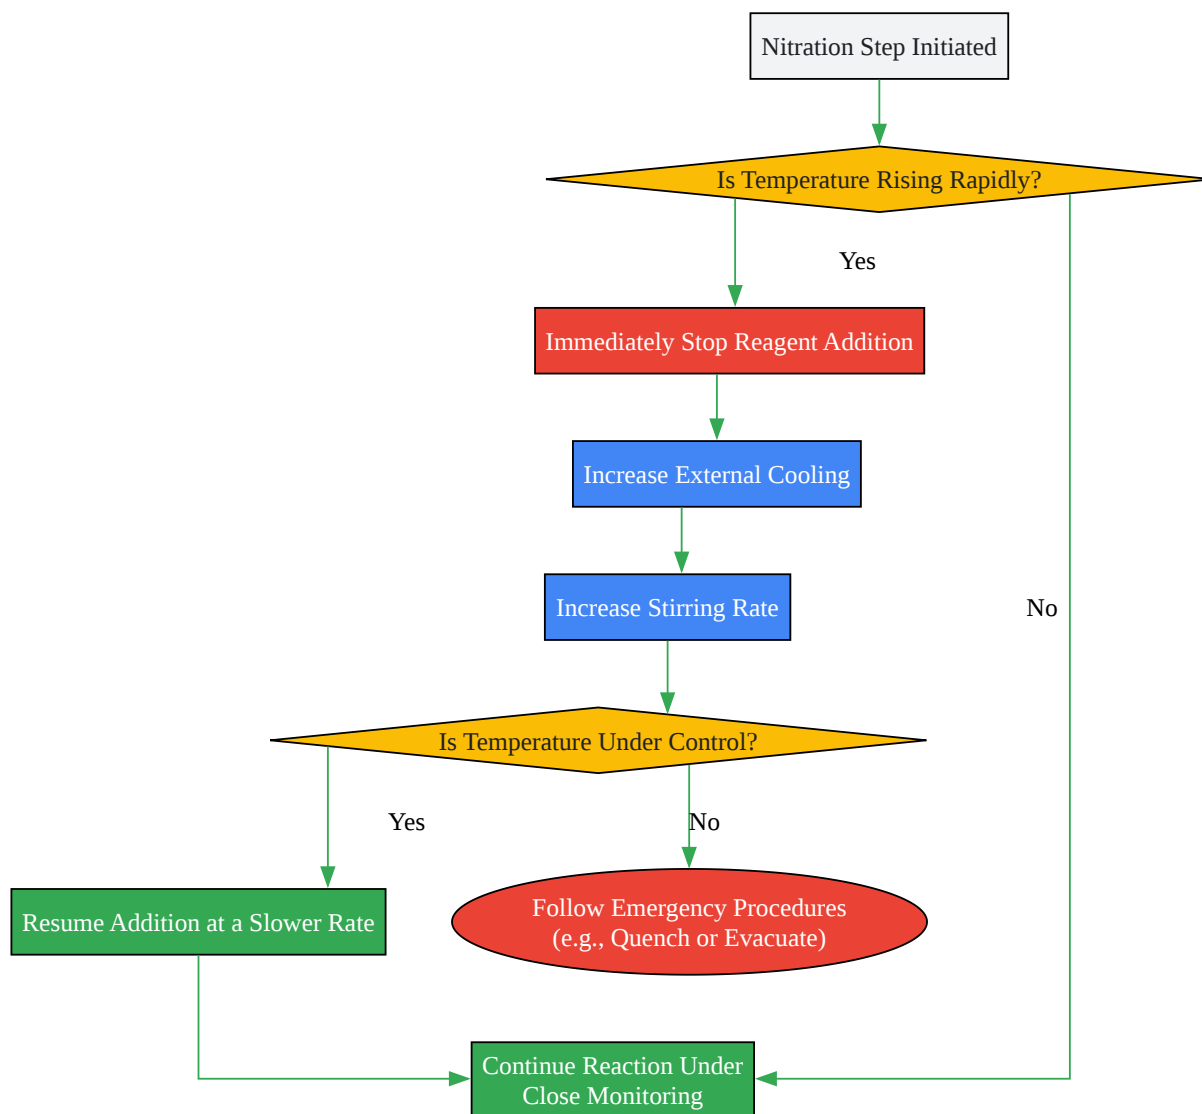 Nitration Step Initiated
Is Temperature Rising Rapidly?
Yes
Immediately Stop Reagent Addition
Increase External Cooling
Increase Stirring Rate
No
Is Temperature Under Control?
Yes
No
Resume Addition at a Slower Rate
Follow Emergency Procedures
(e.g., Quench or Evacuate)
Continue Reaction Under
Close Monitoring